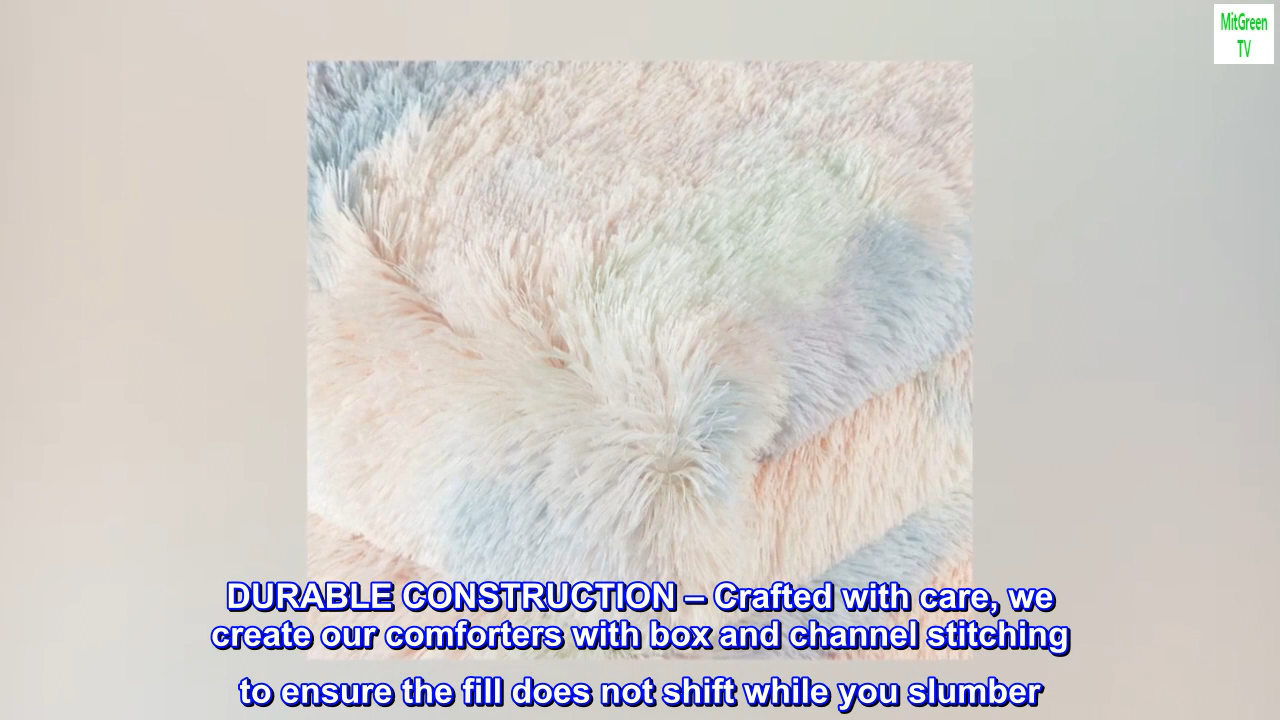 MitGreen
TV
DURABLE CONSTRUCTION – Crafted with care, we
create our comforters with box and channel stitching
to ensure the fill does not shift while you slumber